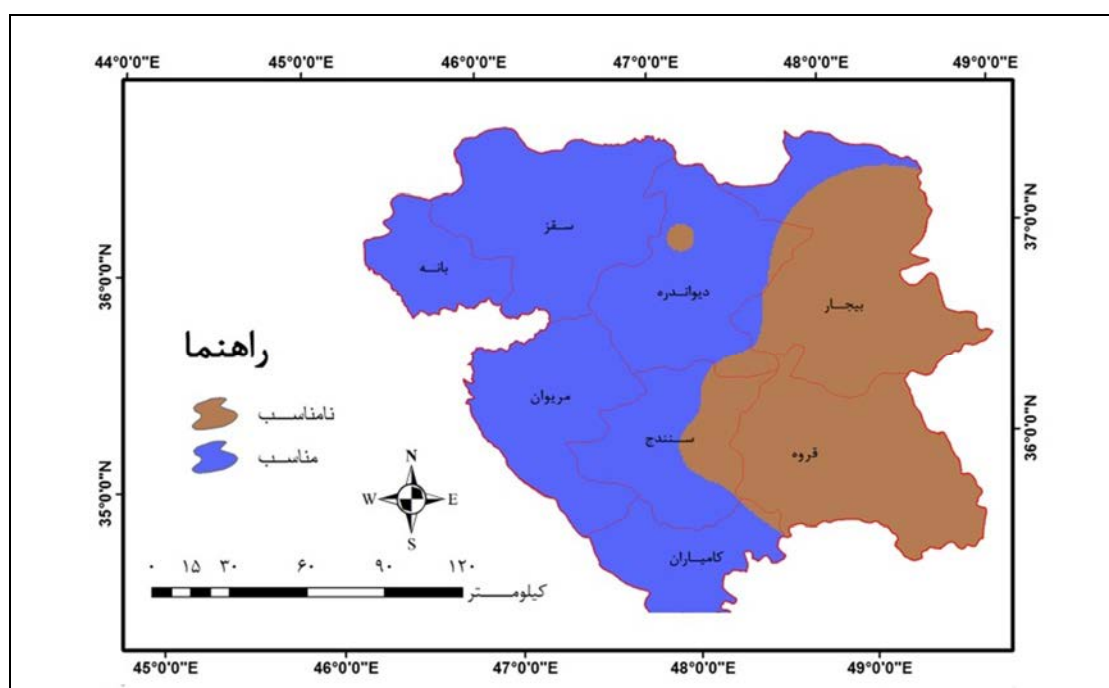 44°0'0"E 45°0'0"E 46°0'0"E 47°0'0"E 48°0'0"E 49°0'0"E
37°0'0"N
36°0'0"N
36°0'0"N
35°0'0"N
سقز
بانه
دیواندره
بیجار
مریوان
سنندج
قروه
کامیاران
راهنما
نامناسب
مناسب
N
W E
S
۰ ۱۵ ۳۰ ۶۰ ۹۰ ۱۲۰
کیلومتر
45°0'0"E 46°0'0"E 47°0'0"E 48°0'0"E 49°0'0"E